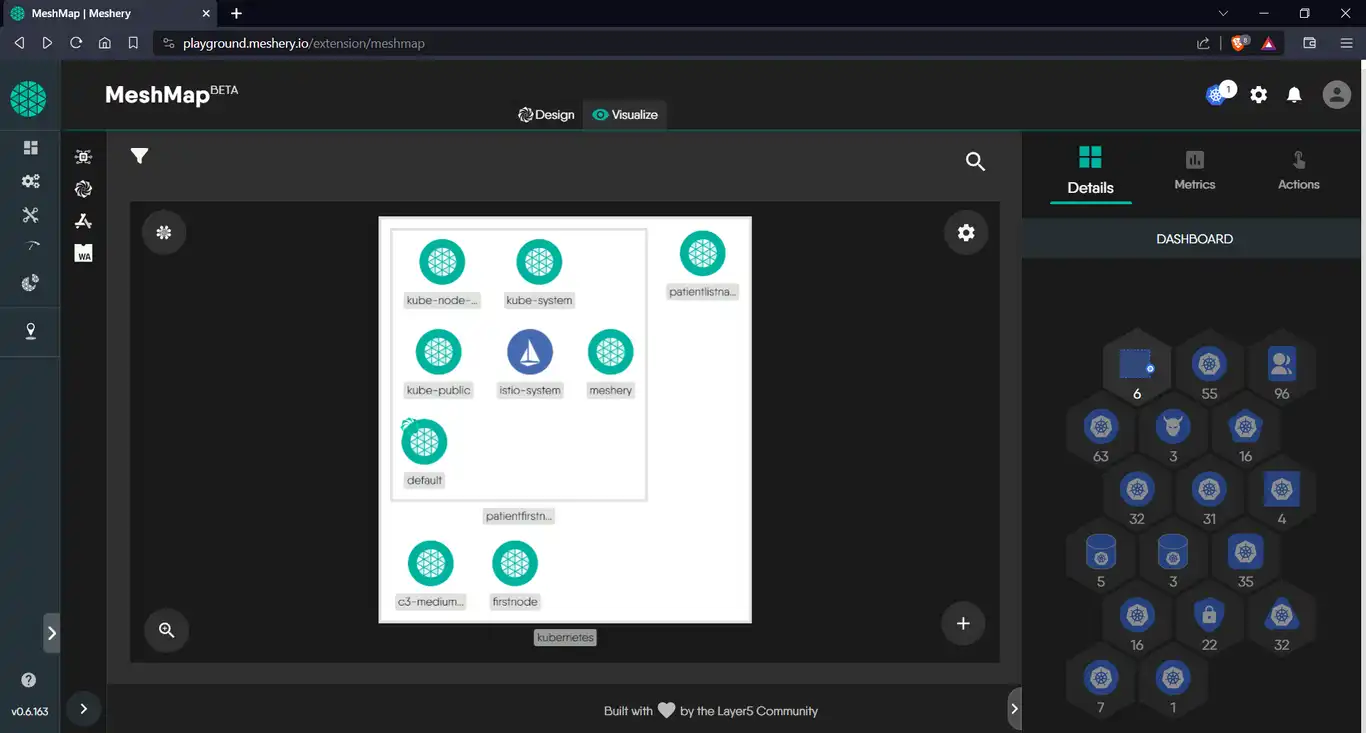 MeshMap | Meshery
playground.meshery.io/extension/meshmap
8
MeshMap BETA
Design
Visualize
1
WA
Details
Metrics
Actions
DASHBOARD
kube-node-...
kube-system
patientlistna...
kube-public
istio-system
meshery
default
patientfirstn...
c3-medium...
firstnode
kubernetes
6
55
96
63
3
16
32
31
4
5
3
35
16
22
32
7
1
v0.6.163
Built with
by the Layer5 Community